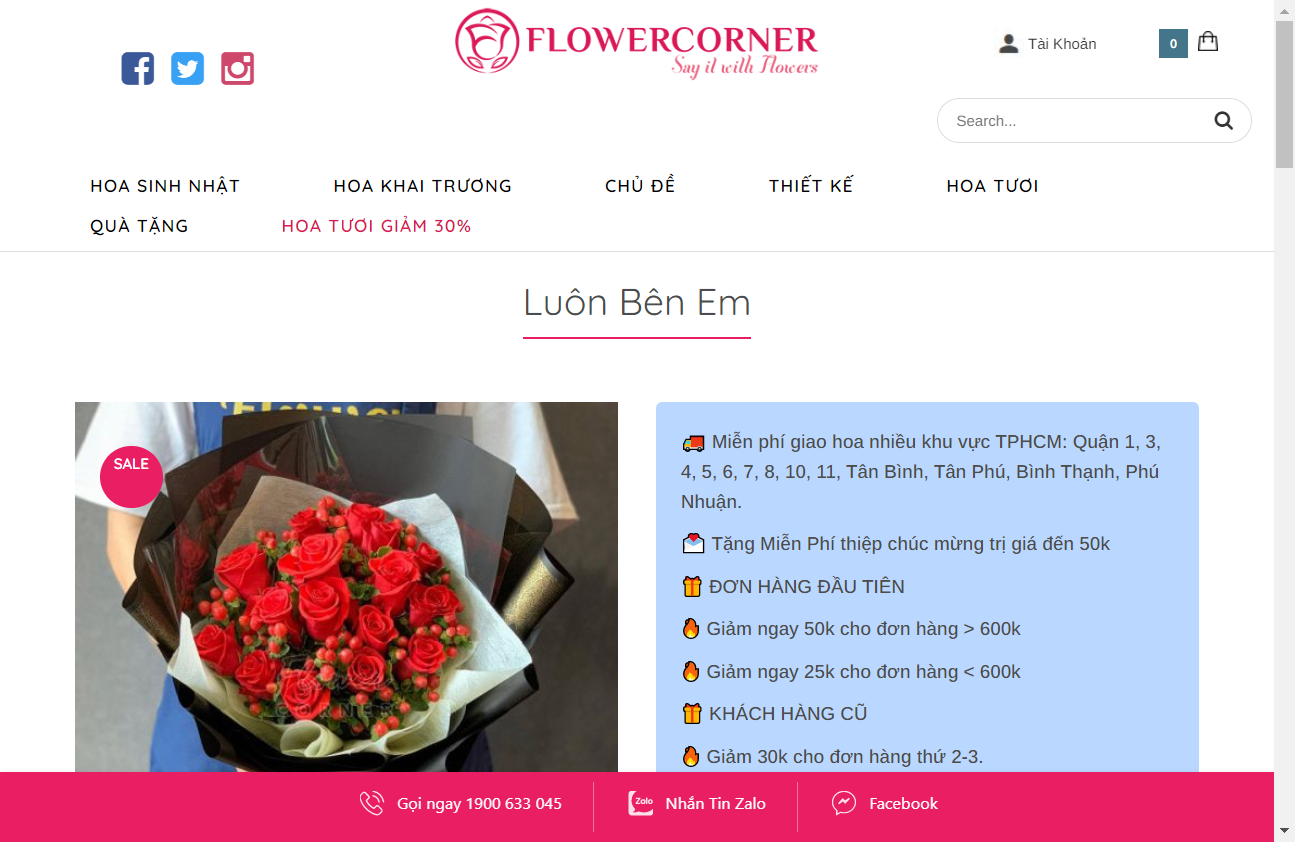 FLOWERCORNER
Say it with Flowers
Tài Khoản
0
Search...
HOA SINH NHẬT
HOA KHAI TRƯƠNG
CHỦ ĐỀ
THIẾT KẾ
HOA TƯƠI
QUÀ TẶNG
HOA TƯƠI GIẢM 30%
Luôn Bên Em
SALE
Miễn phí giao hoa nhiều khu vực TPHCM: Quận 1, 3,
4, 5, 6, 7, 8, 10, 11, Tân Bình, Tân Phú, Bình Thạnh, Phú
Nhuận.
Tặng Miễn Phí thiệp chúc mừng trị giá đến 50k
ĐƠN HÀNG ĐẦU TIÊN
Giảm ngay 50k cho đơn hàng > 600k
Giảm ngay 25k cho đơn hàng < 600k
KHÁCH HÀNG CŨ
Giảm 30k cho đơn hàng thứ 2-3.
Gọi ngay 1900 633 045
Zalo
Nhắn Tin Zalo
Facebook